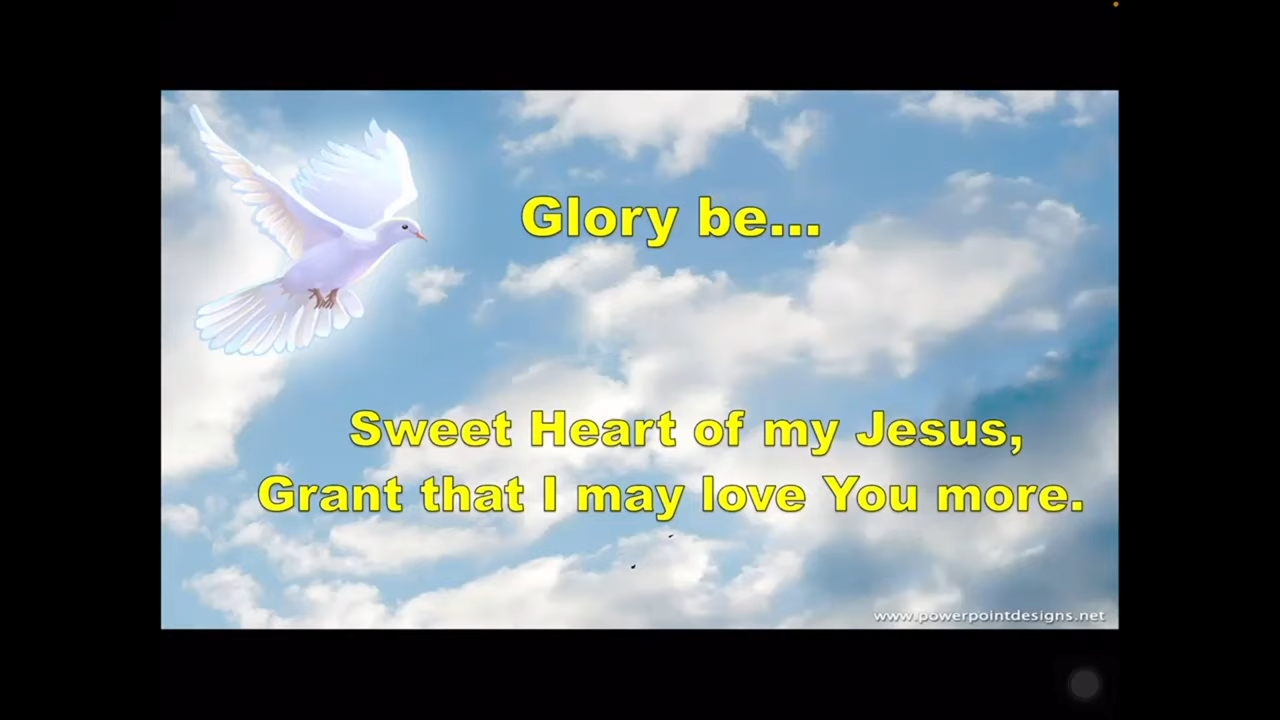 Glory be...
Sweet Heart of my Jesus,
Grant that I may love You more.
www.powerpointdesigns.net